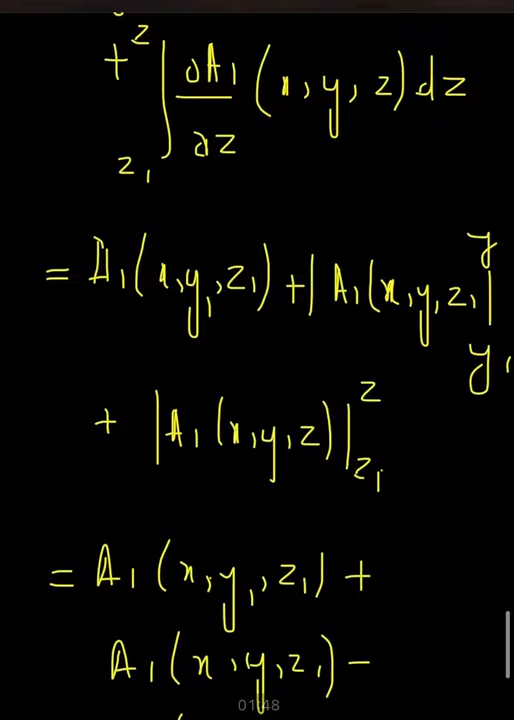 + ∫_{z₁}^{z} ∂A₁/∂z (x, y, z) dz
= A₁(x, y₁, z₁) + |A₁(x, y, z₁)|_{y₁}^{y}
+ |A₁(x, y, z)|_{z₁}^{z}
= A₁(x, y₁, z₁) +
A₁(x, y, z₁) −
01:48